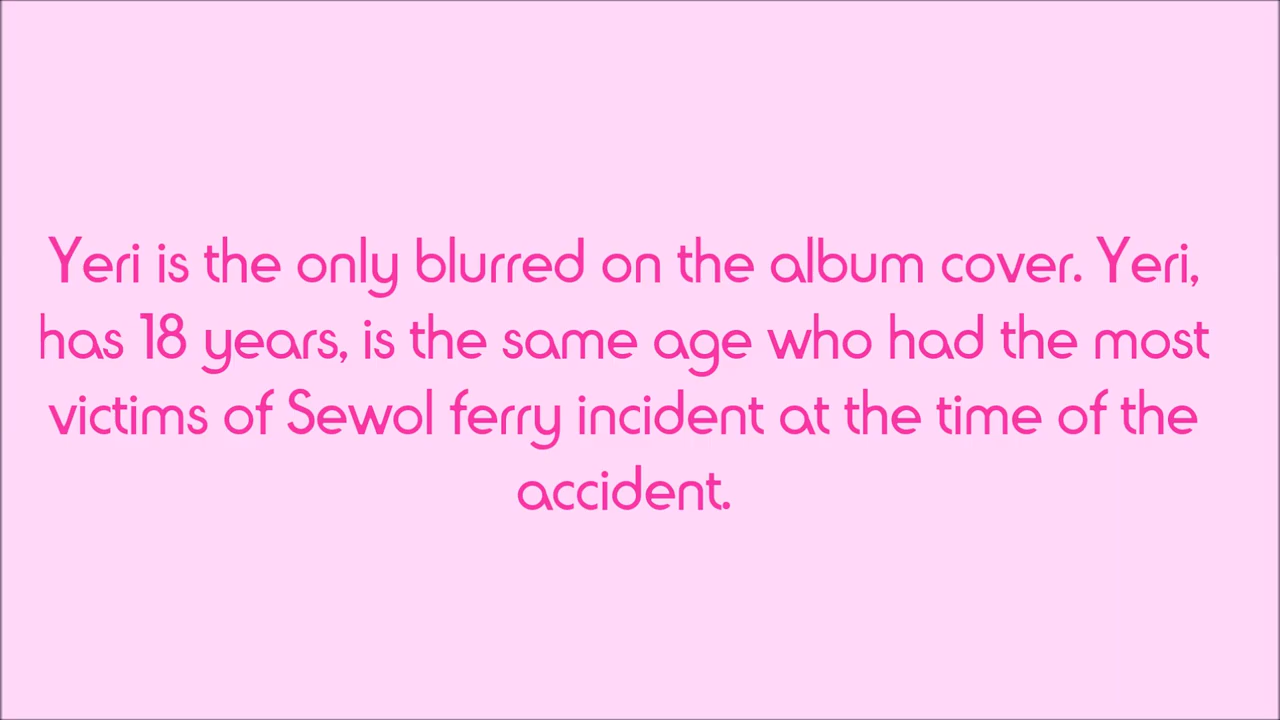 Yeri is the only blurred on the album cover. Yeri,
has 18 years, is the same age who had the most
victims of Sewol ferry incident at the time of the
accident.